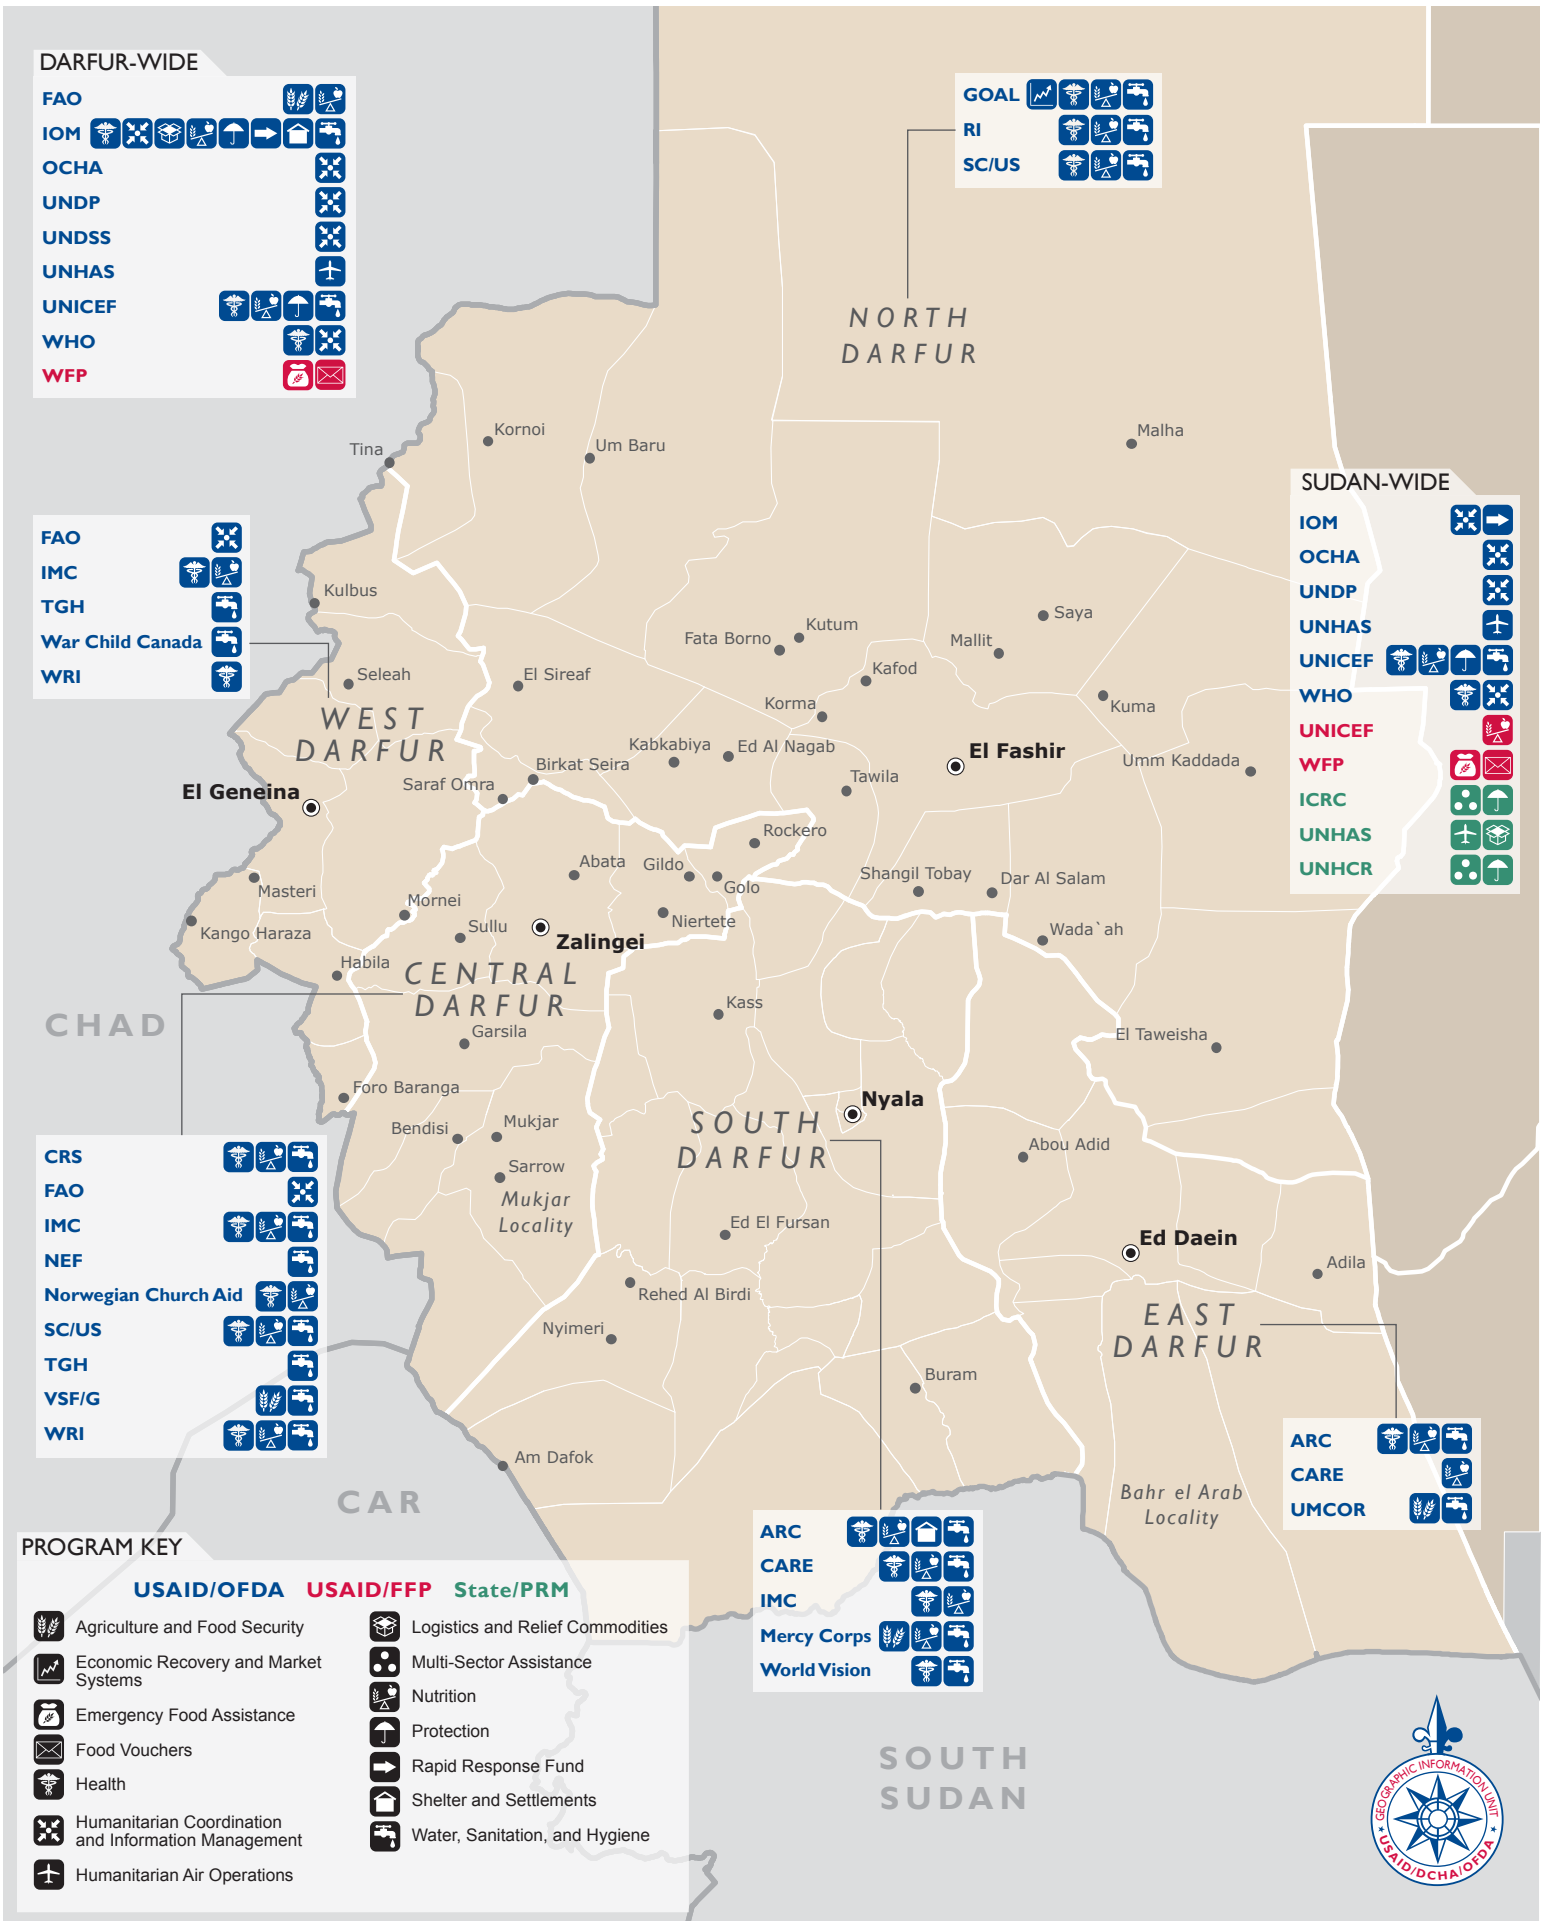 DARFUR-WIDE
FAO
IOM
OCHA
UNDP
UNDSS
UNHAS
UNICEF
WHO
WFP
GOAL
RI
SC/US
NORTH
DARFUR
Kornoi
Um Baru
Tina
Malha
SUDAN-WIDE
IOM
OCHA
UNDP
UNHAS
UNICEF
WHO
UNICEF
WFP
ICRC
UNHAS
UNHCR
FAO
IMC
TGH
War Child Canada
WRI
Kulbus
Seleah
El Sireaf
Fata Borno
Kutum
Saya
Mallit
Kafod
Korma
Kuma
WEST
DARFUR
Kabkabiya
Ed Al Nagab
El Fashir
Birkat Seira
Saraf Omra
Tawila
Umm Kaddada
El Geneina
Rockero
Abata
Gildo
Golo
Shangil Tobay
Dar Al Salam
Masteri
Mornei
Kango Haraza
Sullu
Niertete
Wada`ah
Zalingei
Habila
CENTRAL
DARFUR
Kass
CHAD
Garsila
El Taweisha
Foro Baranga
Nyala
Bendisi
Mukjar
SOUTH
DARFUR
Abou Adid
Sarrow
Mukjar
Locality
Ed El Fursan
Ed Daein
Adila
Rehed Al Birdi
Nyimeri
EAST
DARFUR
Buram
CRS
FAO
IMC
NEF
Norwegian Church Aid
SC/US
TGH
VSF/G
WRI
Am Dafok
CAR
Bahr el Arab
Locality
ARC
CARE
UMCOR
ARC
CARE
IMC
Mercy Corps
World Vision
PROGRAM KEY
USAID/OFDA USAID/FFP State/PRM
Agriculture and Food Security
Economic Recovery and Market
Systems
Emergency Food Assistance
Food Vouchers
Health
Humanitarian Coordination
and Information Management
Humanitarian Air Operations
Logistics and Relief Commodities
Multi-Sector Assistance
Nutrition
Protection
Rapid Response Fund
Shelter and Settlements
Water, Sanitation, and Hygiene
SOUTH
SUDAN
GEOGRAPHIC INFORMATION UNIT
USAID/DCHA/OFDA